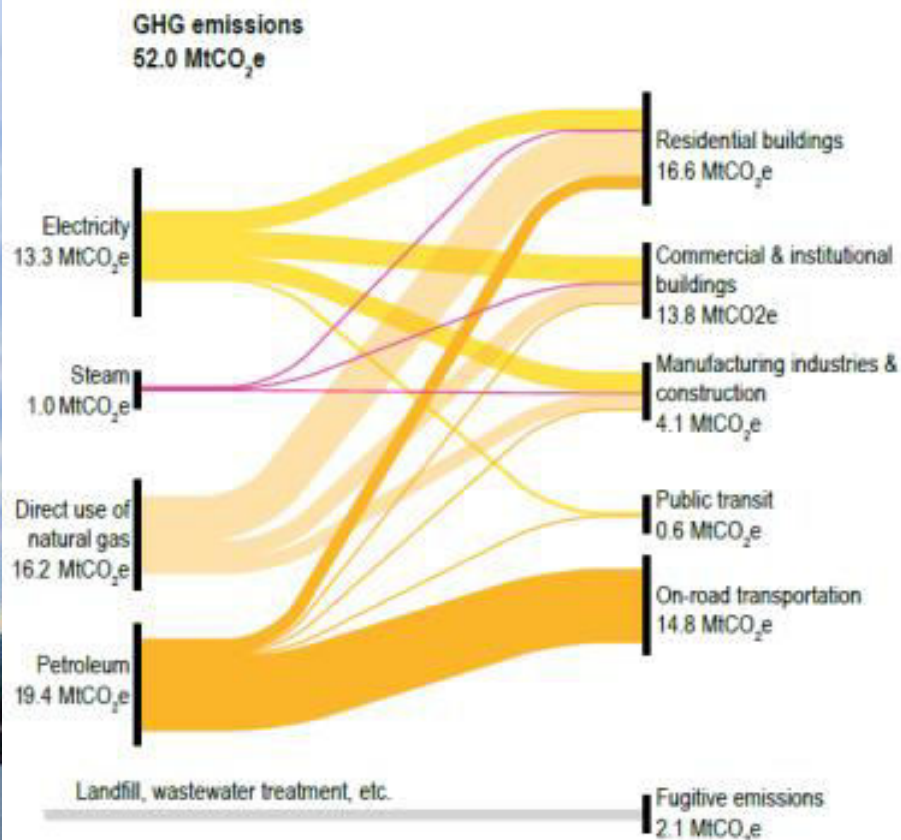 GHG emissions
52.0 MtCO₂e
Electricity
13.3 MtCO₂e
Steam
1.0 MtCO₂e
Direct use of
natural gas
16.2 MtCO₂e
Petroleum
19.4 MtCO₂e
Landfill, wastewater treatment, etc.
Residential buildings
16.6 MtCO₂e
Commercial & institutional
buildings
13.8 MtCO2e
Manufacturing industries &
construction
4.1 MtCO₂e
Public transit
0.6 MtCO₂e
On-road transportation
14.8 MtCO₂e
Fugitive emissions
2.1 MtCO₂e